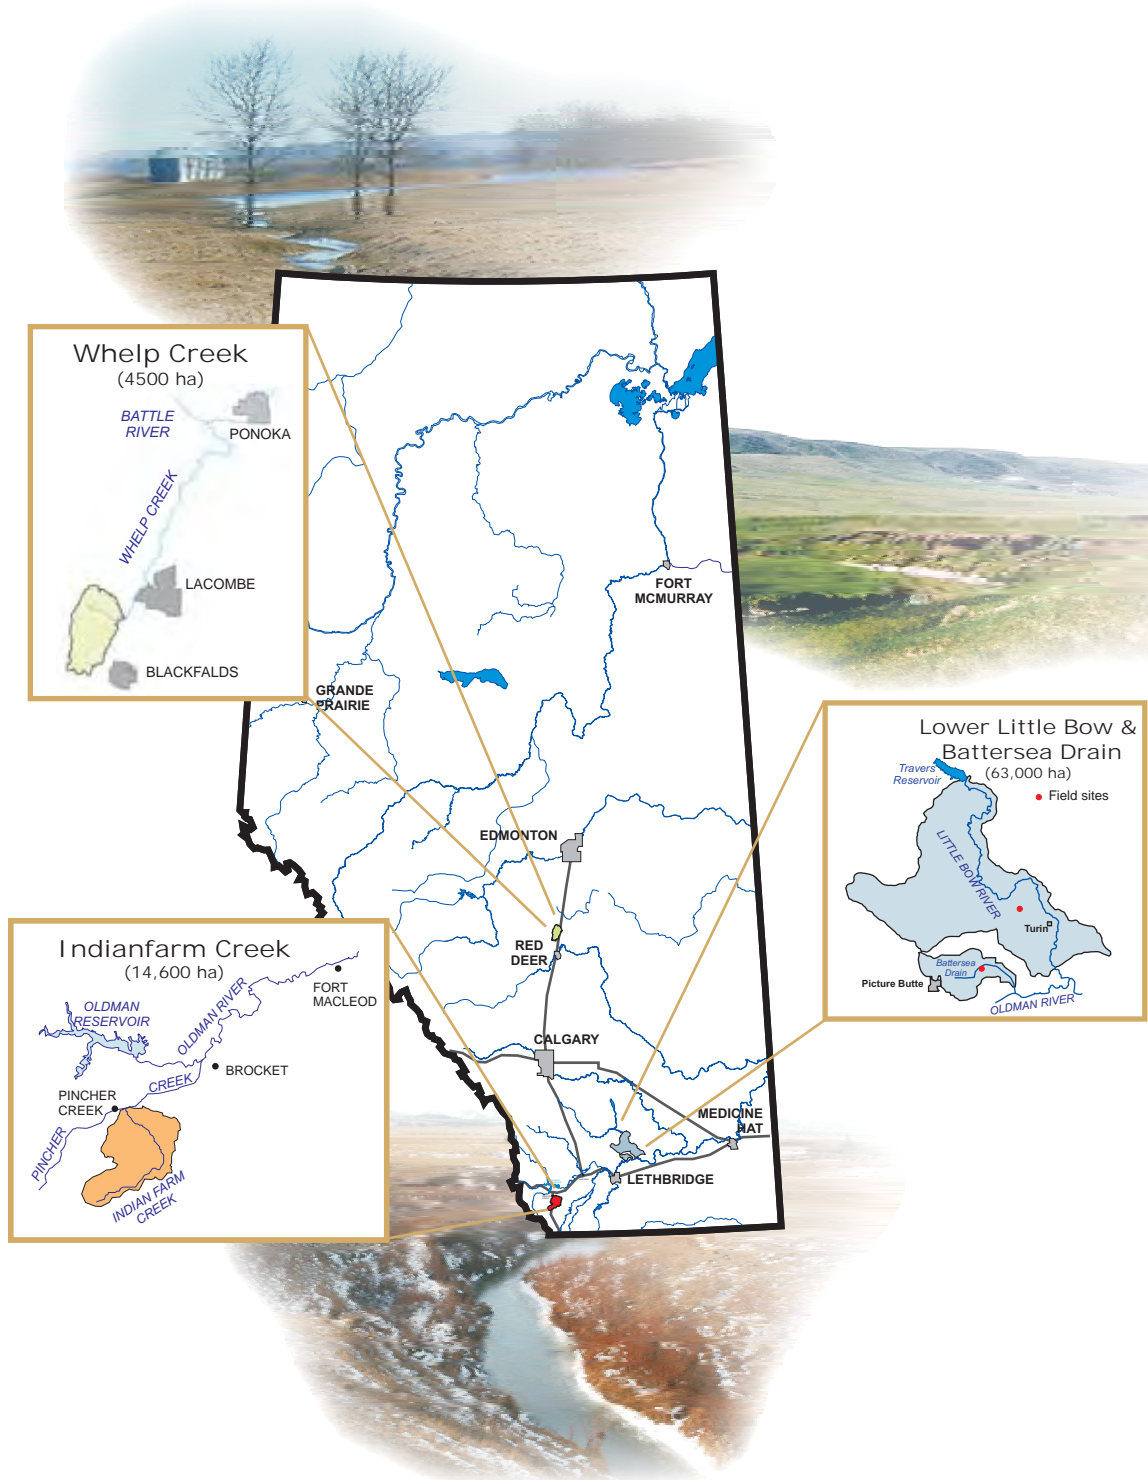 Whelp Creek
(4500 ha)
BATTLE
RIVER
PONOKA
WHELP CREEK
LACOMBE
BLACKFALDS
FORT
MCMURRAY
GRANDE
PRAIRIE
Lower Little Bow &
Battersea Drain
(63,000 ha)
Travers
Reservoir
Field sites
LITTLE BOW RIVER
Turin
Battersea
Drain
Picture Butte
OLDMAN RIVER
EDMONTON
RED
DEER
Indianfarm Creek
(14,600 ha)
FORT
MACLEOD
OLDMAN
RESERVOIR
OLDMAN RIVER
BROCKET
CREEK
PINCHER
CREEK
PINCHER
INDIAN FARM
CREEK
CALGARY
MEDICINE
HAT
LETHBRIDGE